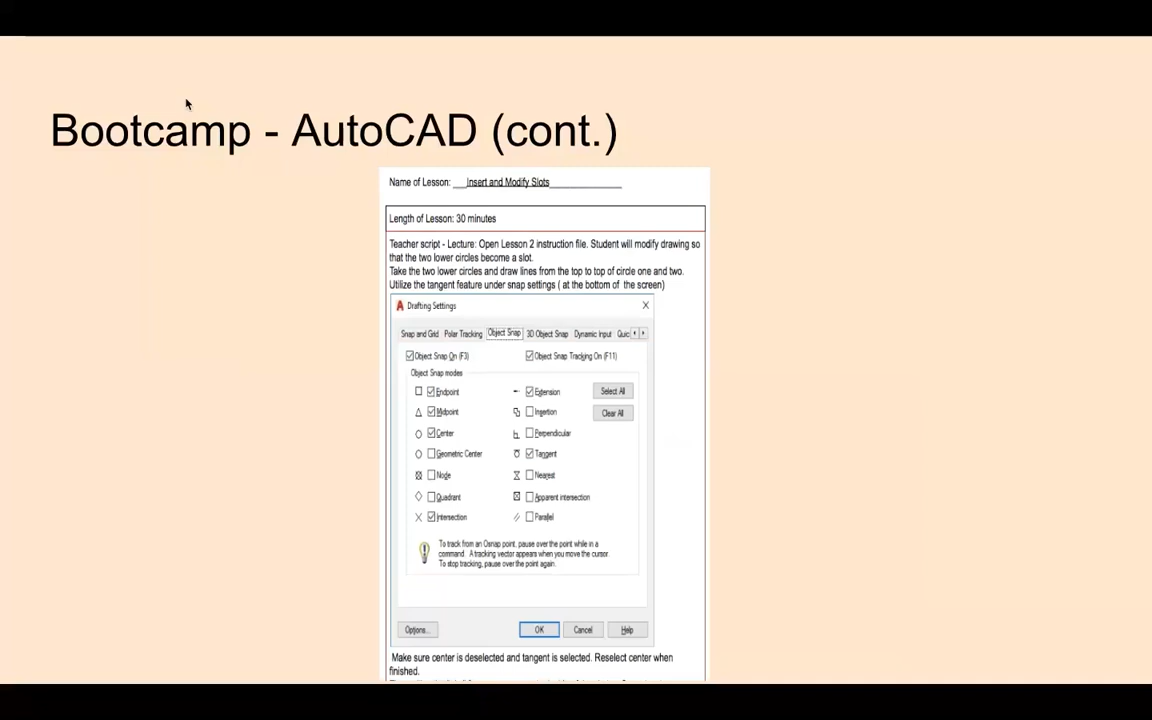 Bootcamp - AutoCAD (cont.)
Name of Lesson: ___Insert and Modify Slots_______________
Length of Lesson: 30 minutes
Teacher script - Lecture: Open Lesson 2 instruction file. Student will modify drawing so
that the two lower circles become a slot.
Take the two lower circles and draw lines from the top to top of circle one and two.
Utilize the tangent feature under snap settings ( at the bottom of the screen)
A Drafting Settings X
Snap and Grid Polar Tracking Object Snap 3D Object Snap Dynamic Input Quic
Object Snap On (F3) Object Snap Tracking On (F11)
Object Snap modes
Endpoint Extension Select All
Midpoint Insertion Clear All
Center Perpendicular
Geometric Center Tangent
Node Nearest
Quadrant Apparent intersection
Intersection Parallel
To track from an Osnap point, pause over the point while in a
command. A tracking vector appears when you move the cursor.
To stop tracking, pause over the point again.
Options... OK Cancel Help
Make sure center is deselected and tangent is selected. Reselect center when
finished.